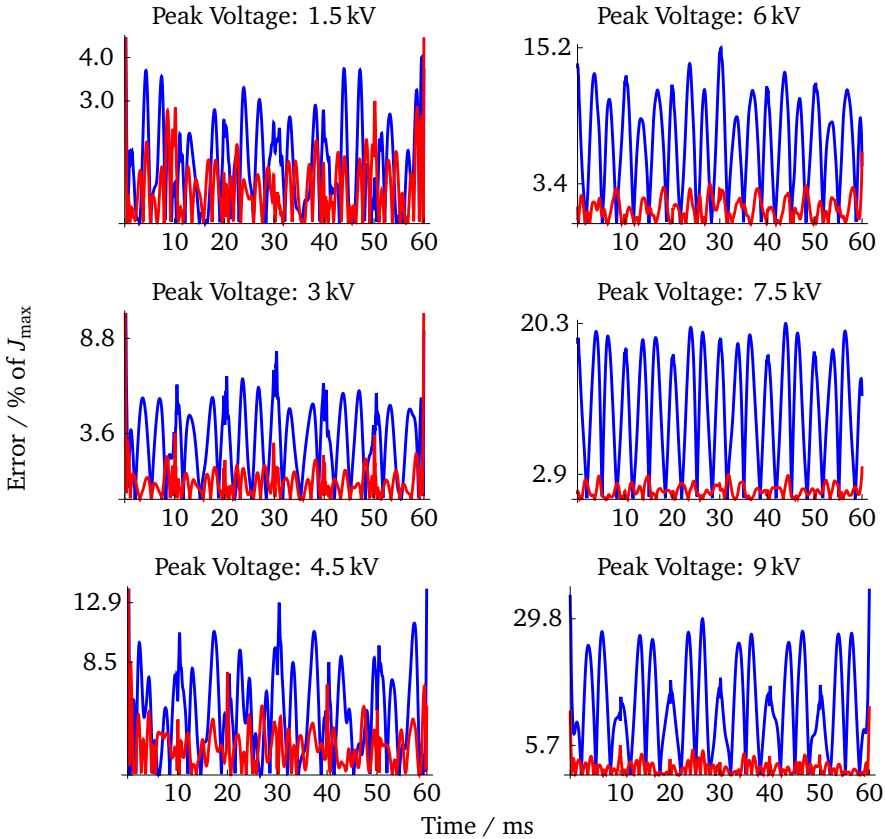 Peak Voltage: 1.5 kV
4.0
3.0
10 20 30 40 50 60
Peak Voltage: 6 kV
15.2
3.4
10 20 30 40 50 60
Peak Voltage: 3 kV
8.8
3.6
10 20 30 40 50 60
Peak Voltage: 7.5 kV
20.3
2.9
10 20 30 40 50 60
Peak Voltage: 4.5 kV
12.9
8.5
10 20 30 40 50 60
Peak Voltage: 9 kV
29.8
5.7
10 20 30 40 50 60
Error / % of Jmax
Time / ms